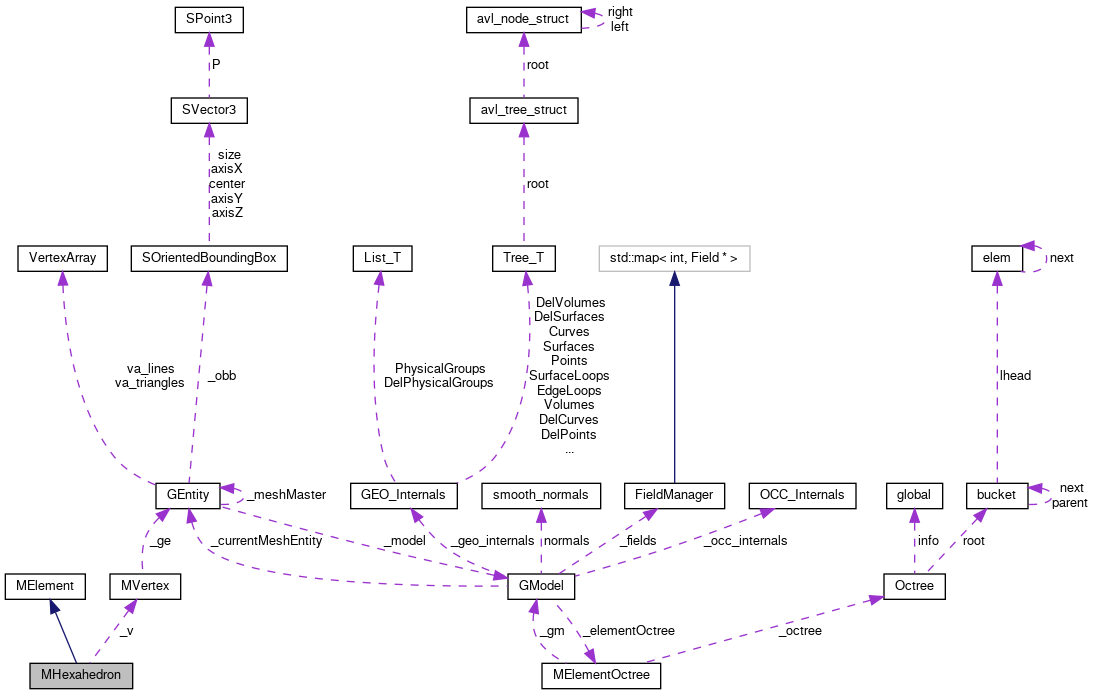 SPoint3
avl_node_struct
right
left
P
root
SVector3
avl_tree_struct
size
axisX
center
axisY
axisZ
root
VertexArray
SOrientedBoundingBox
List_T
Tree_T
std::map< int, Field * >
elem
next
va_lines
va_triangles
_obb
PhysicalGroups
DelPhysicalGroups
DelVolumes
DelSurfaces
Curves
Surfaces
Points
SurfaceLoops
EdgeLoops
Volumes
DelCurves
DelPoints
...
lhead
GEntity
_meshMaster
GEO_Internals
smooth_normals
FieldManager
OCC_Internals
global
bucket
next
parent
_ge
_currentMeshEntity
_model
_geo_internals
normals
_fields
_occ_internals
info
root
MElement
MVertex
GModel
Octree
_v
_gm
_elementOctree
_octree
MHexahedron
MElementOctree